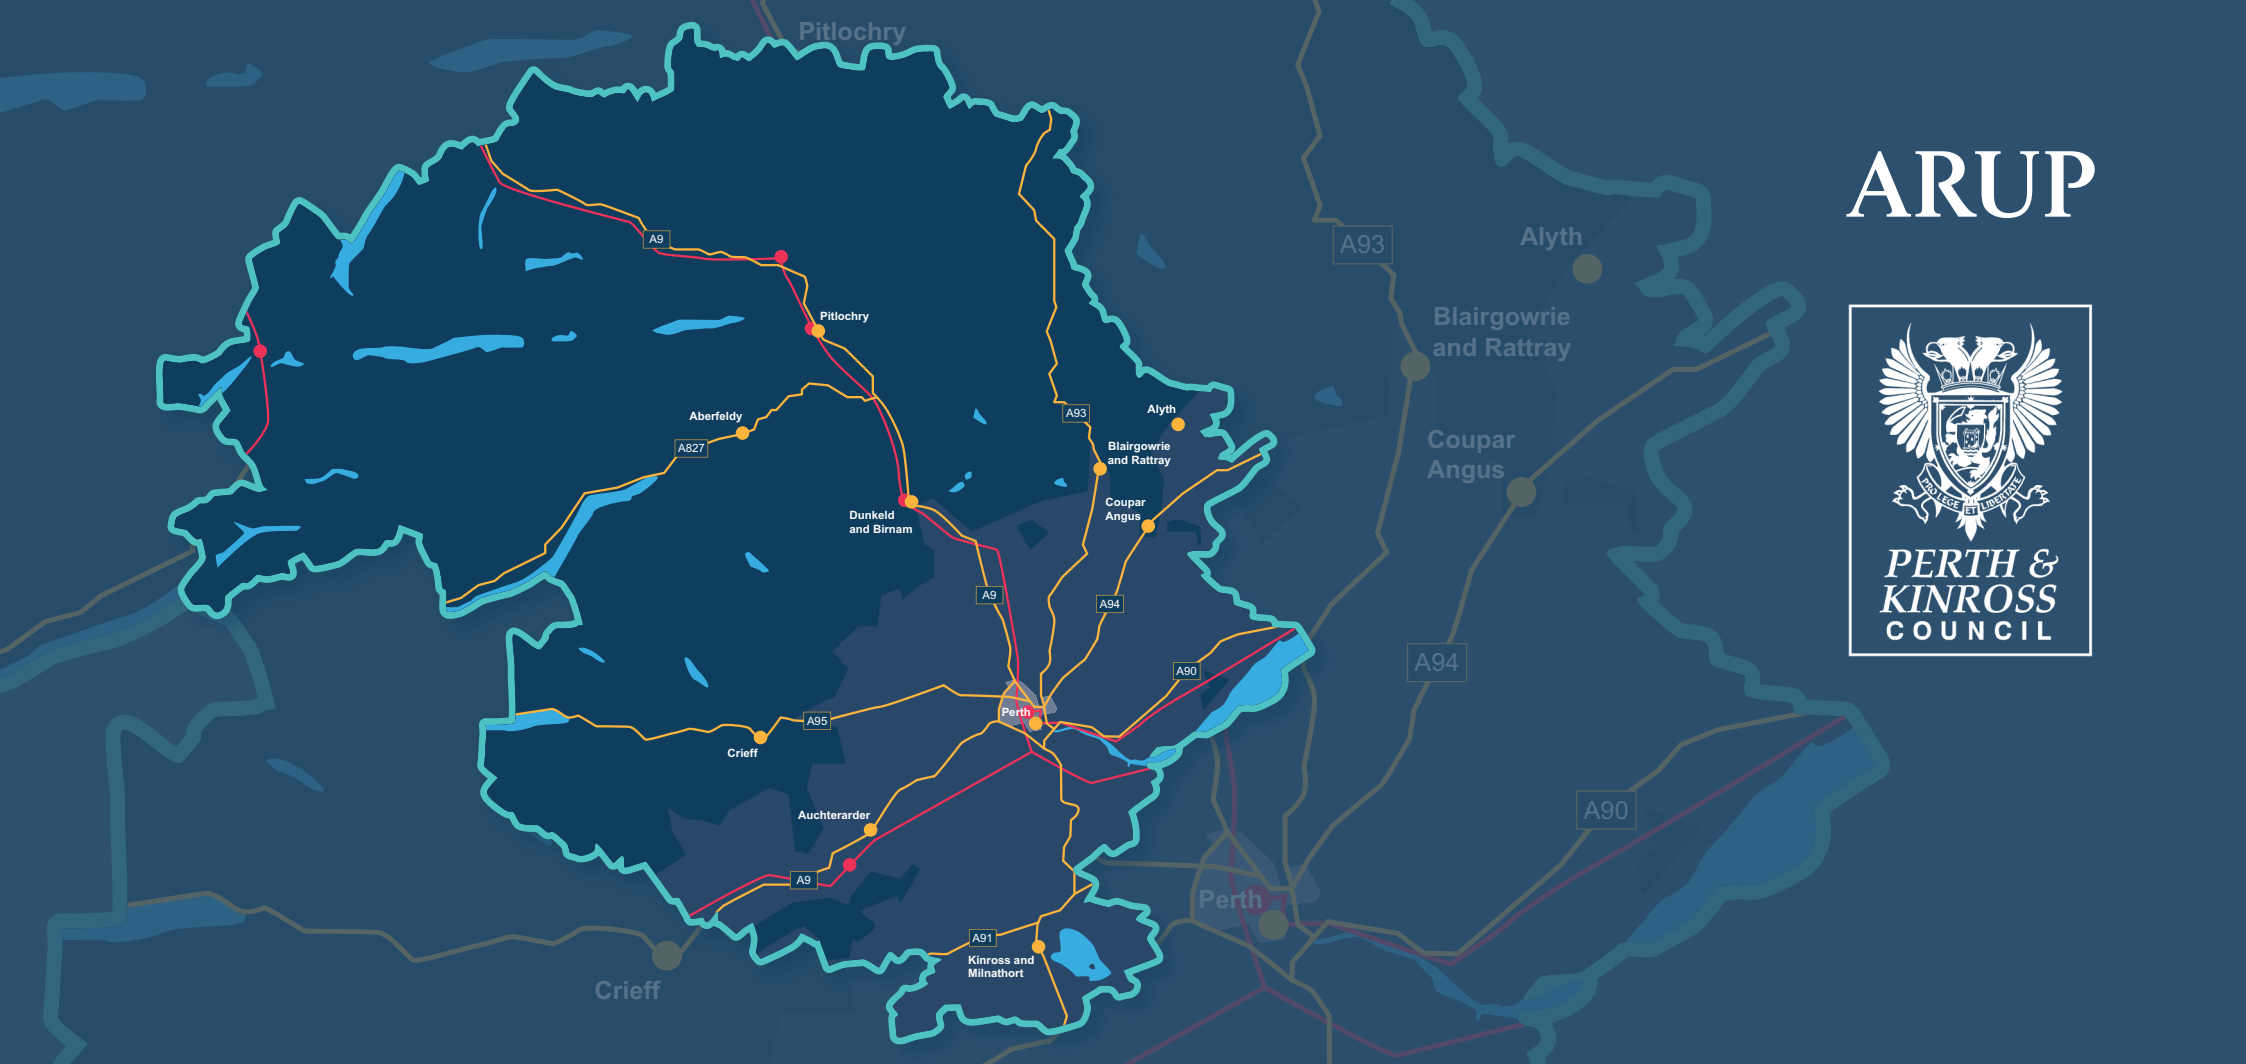 Pitlochry
ARUP
A93
Alyth
Blairgowrie
and Rattray
Coupar
Angus
A94
A90
Perth
Crieff
A9
Pitlochry
Aberfeldy
A827
A93
Alyth
Blairgowrie
and Rattray
Coupar
Angus
Dunkeld
and Birnam
A9
A94
A90
Perth
A95
Crieff
Auchterarder
A9
A91
Kinross and
Milnathort
PRO LEGE ET LIBERTATE
PERTH &
KINROSS
COUNCIL